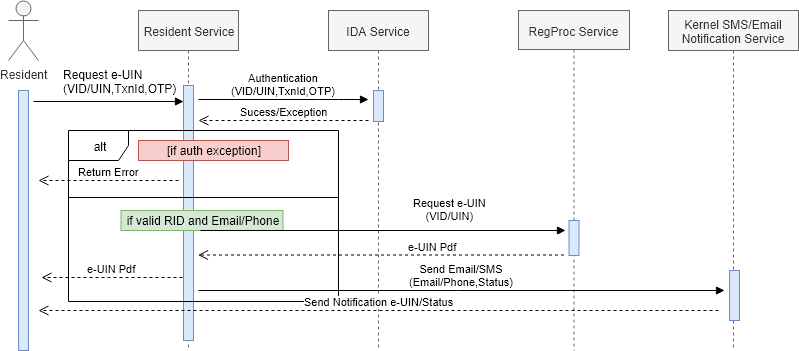 Resident Service
IDA Service
RegProc Service
Kernel SMS/Email
Notification Service
Resident
Request e-UIN
(VID/UIN,TxnId,OTP)
Authentication
(VID/UIN,TxnId,OTP)
Sucess/Exception
alt
[if auth exception]
Return Error
Request e-UIN
(VID/UIN)
if valid RID and Email/Phone
e-UIN Pdf
e-UIN Pdf
Send Email/SMS
(Email/Phone,Status)
Send Notification e-UIN/Status